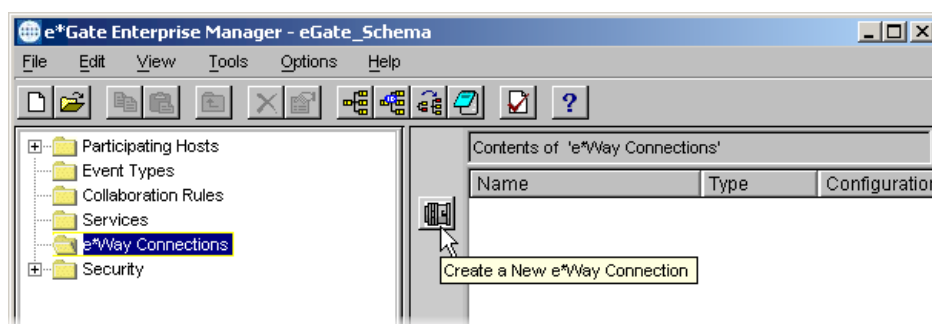 e*Gate Enterprise Manager - eGate_Schema
File Edit View Tools Options Help
?
Participating Hosts
Event Types
Collaboration Rules
Services
e*Way Connections
Security
Contents of 'e*Way Connections'
Name Type Configuration
Create a New e*Way Connection